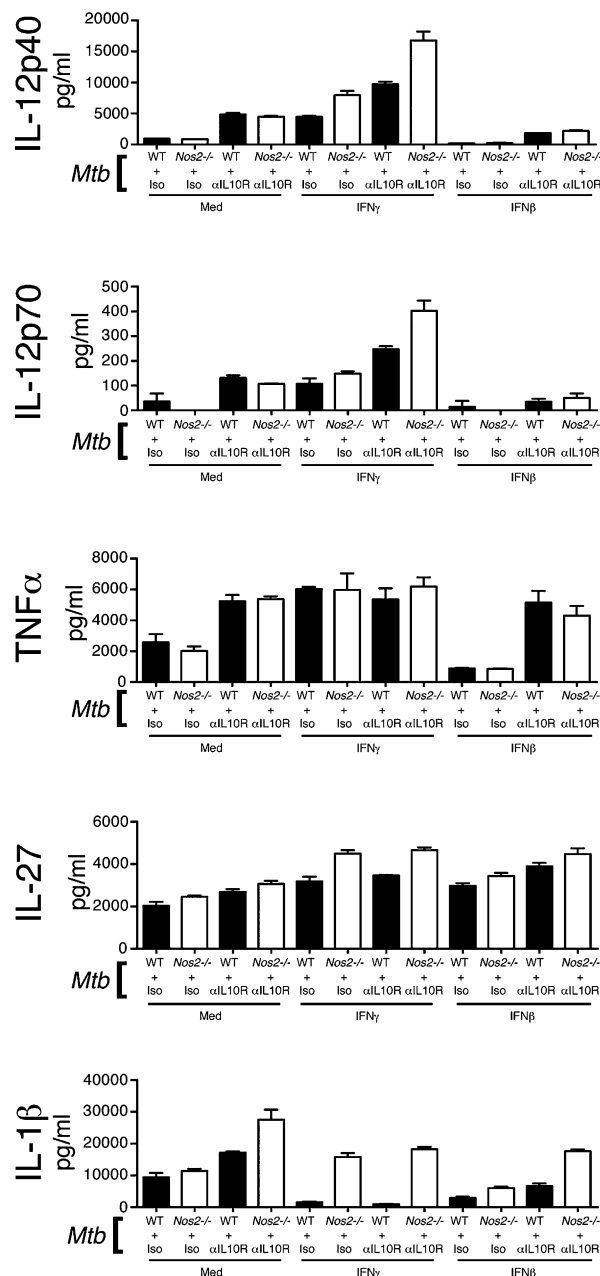 IL-12p40
pg/ml
20000
15000
10000
5000
0
WT Nos2-/- WT Nos2-/- WT Nos2-/- WT Nos2-/- WT Nos2-/- WT Nos2-/-
Mtb [ + + + + + + + + + + + +
Iso Iso αIL10R αIL10R Iso Iso αIL10R αIL10R Iso Iso αIL10R αIL10R
Med IFNγ IFNβ
IL-12p70
pg/ml
500
400
300
200
100
0
WT Nos2-/- WT Nos2-/- WT Nos2-/- WT Nos2-/- WT Nos2-/- WT Nos2-/-
Mtb [ + + + + + + + + + + + +
Iso Iso αIL10R αIL10R Iso Iso αIL10R αIL10R Iso Iso αIL10R αIL10R
Med IFNγ IFNβ
TNFα
pg/ml
8000
6000
4000
2000
0
WT Nos2-/- WT Nos2-/- WT Nos2-/- WT Nos2-/- WT Nos2-/- WT Nos2-/-
Mtb [ + + + + + + + + + + + +
Iso Iso αIL10R αIL10R Iso Iso αIL10R αIL10R Iso Iso αIL10R αIL10R
Med IFNγ IFNβ
IL-27
pg/ml
6000
4000
2000
0
WT Nos2-/- WT Nos2-/- WT Nos2-/- WT Nos2-/- WT Nos2-/- WT Nos2-/-
Mtb [ + + + + + + + + + + + +
Iso Iso αIL10R αIL10R Iso Iso αIL10R αIL10R Iso Iso αIL10R αIL10R
Med IFNγ IFNβ
IL-1β
pg/ml
40000
30000
20000
10000
0
WT Nos2-/- WT Nos2-/- WT Nos2-/- WT Nos2-/- WT Nos2-/- WT Nos2-/-
Mtb [ + + + + + + + + + + + +
Iso Iso αIL10R αIL10R Iso Iso αIL10R αIL10R Iso Iso αIL10R αIL10R
Med IFNγ IFNβ